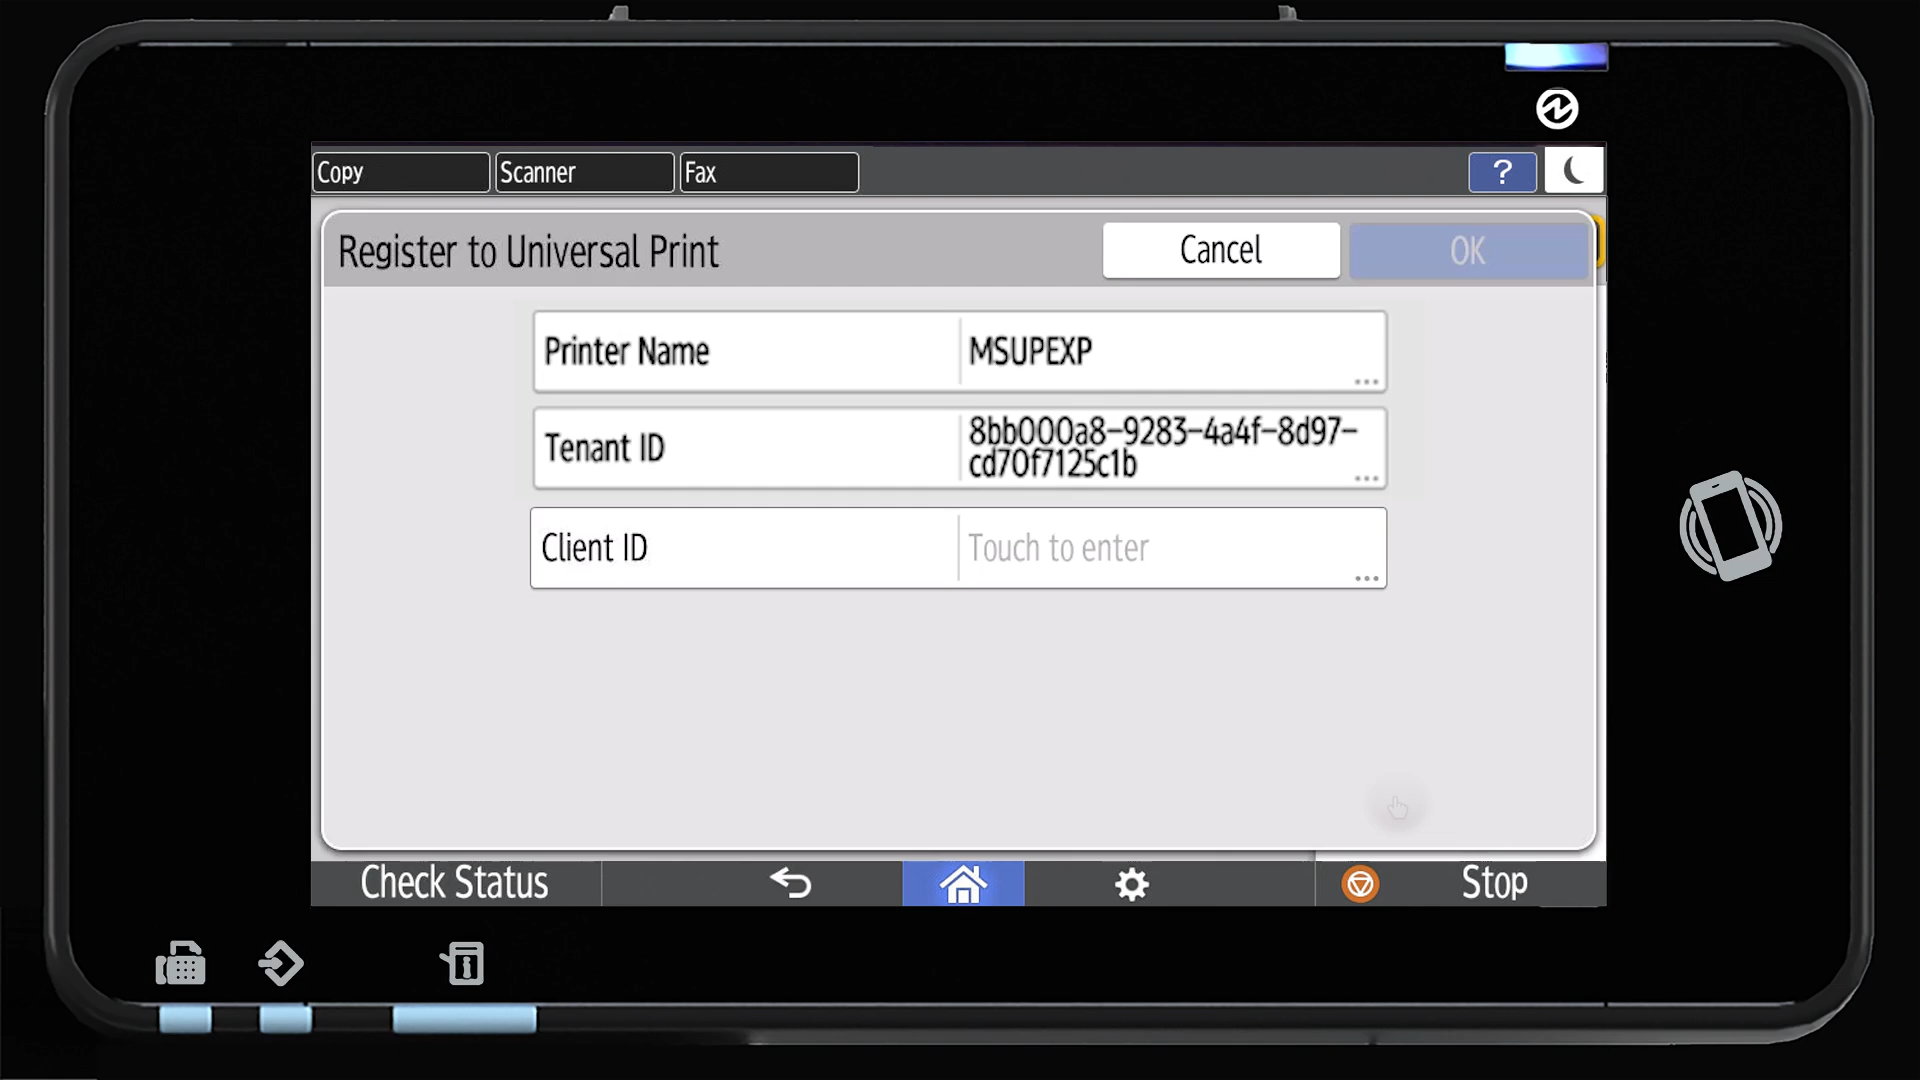 Copy
Scanner
Fax
?
Register to Universal Print
Cancel
OK
Printer Name
MSUPEXP
...
Tenant ID
8bb000a8-9283-4a4f-8d97-
cd70f7125c1b
...
Client ID
Touch to enter
...
Check Status
Stop